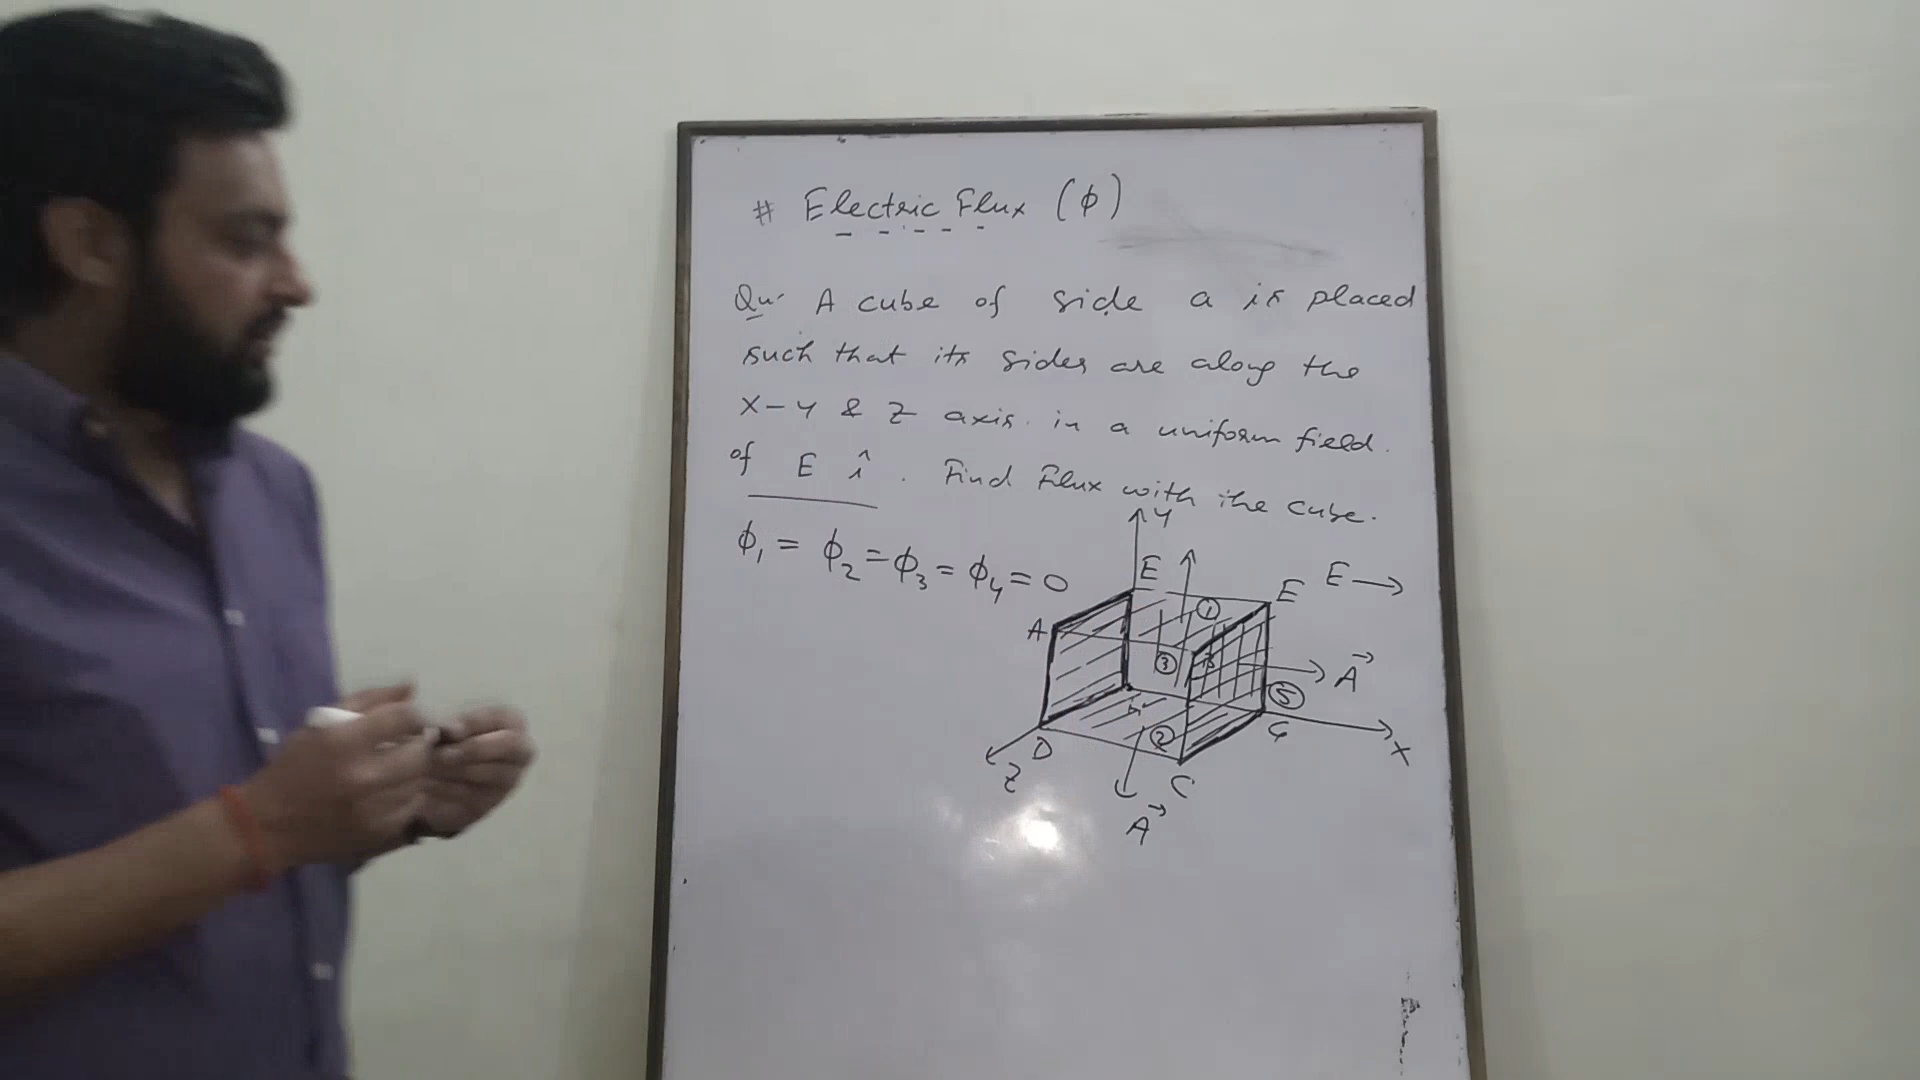 # Electric Flux (ϕ)
Qu. A cube of side a is placed
such that its sides are along the
X-Y & Z axis. in a uniform field.
of E î. Find Flux with the cube.
ϕ₁ = ϕ₂ = ϕ₃ = ϕ₄ = 0
Y
E
E
E →
A
①
③
B
A⃗
⑤
②
G
X
D
Z
C
A⃗